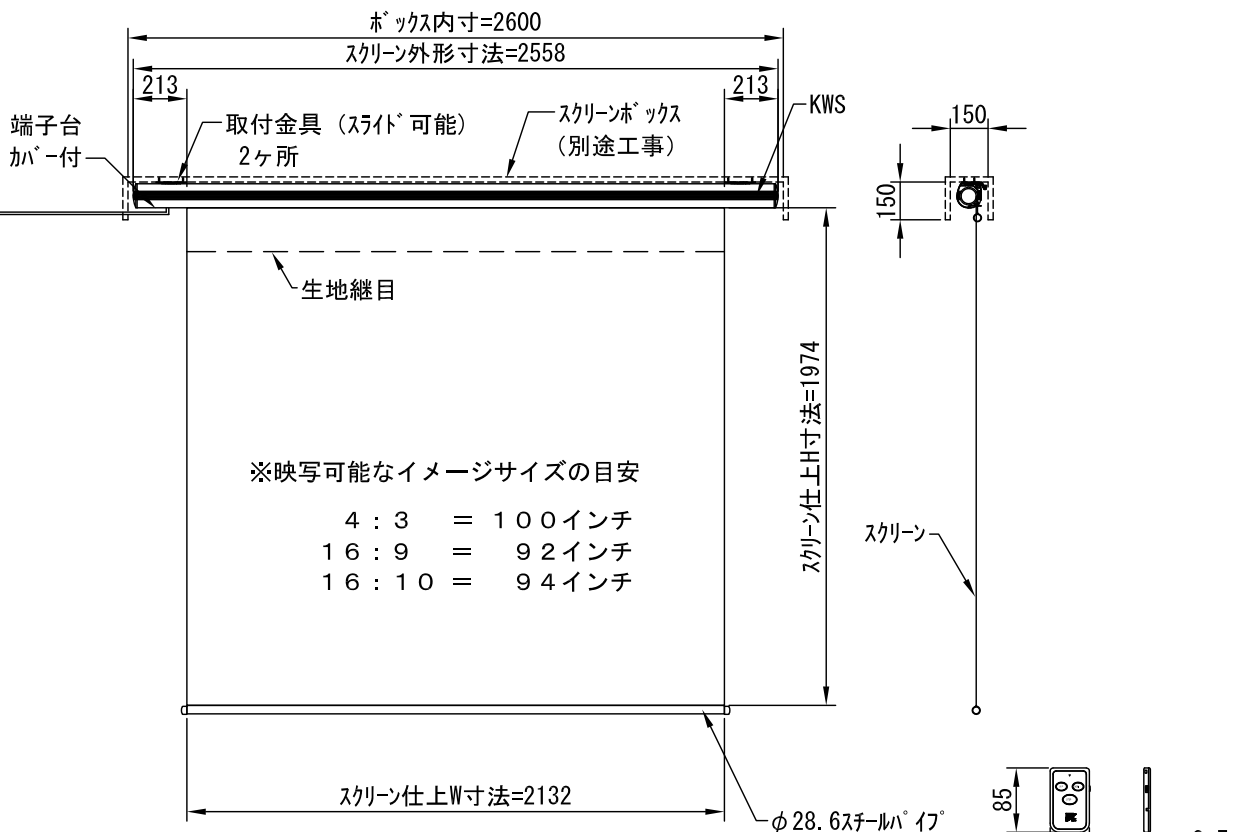 ボックス内寸=2600
スクリーン外形寸法=2558
213
213
端子台
カバー付
取付金具（スライド可能）
2ヶ所
スクリーンボックス
（別途工事）
KWS
150
150
生地継目
スクリーン仕上H寸法=1974
※映写可能なイメージサイズの目安
４：３　＝１００インチ
１６：９　＝　９２インチ
１６：１０＝　９４インチ
スクリーン
スクリーン仕上W寸法=2132
φ28.6スチールパイプ
85